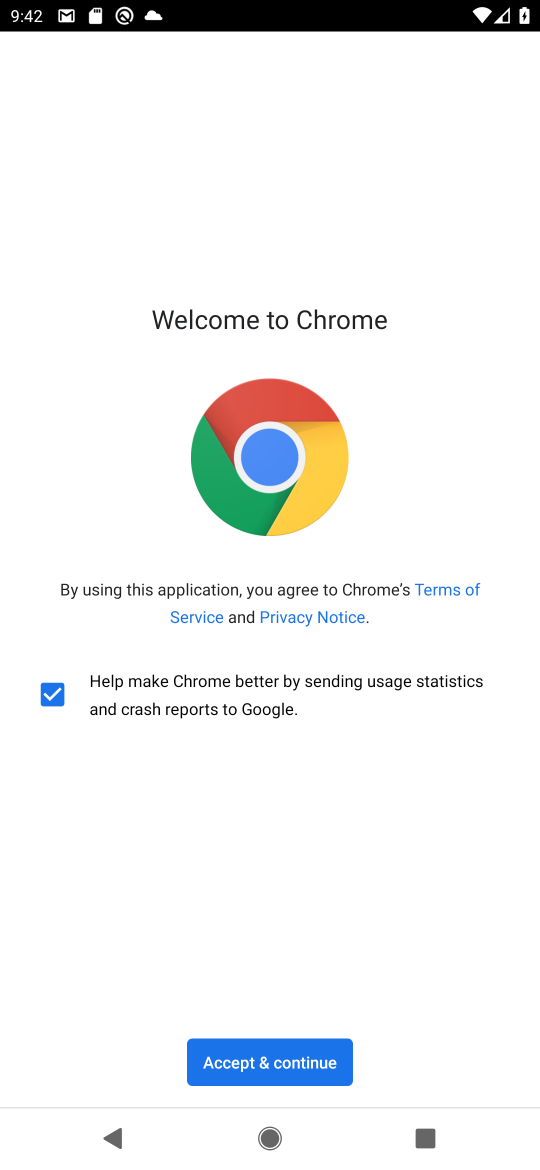 9:42
Welcome to Chrome
By using this application, you agree to Chrome’s Terms of
Service and Privacy Notice.
Help make Chrome better by sending usage statistics
and crash reports to Google.
Accept & continue